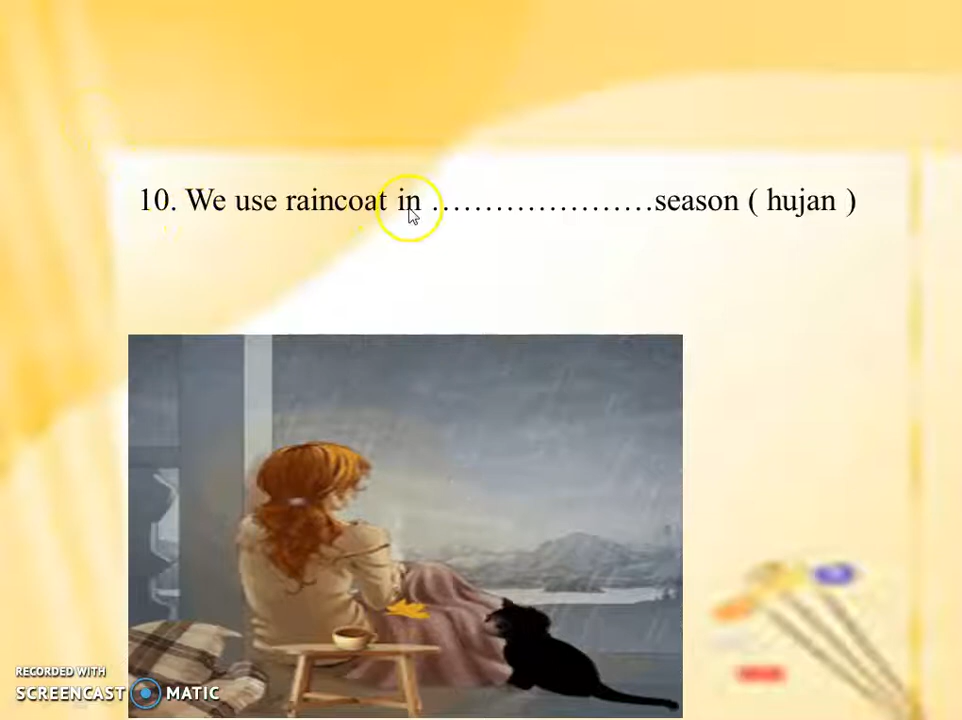 10. We use raincoat in …………………season ( hujan )
RECORDED WITH
SCREENCAST MATIC